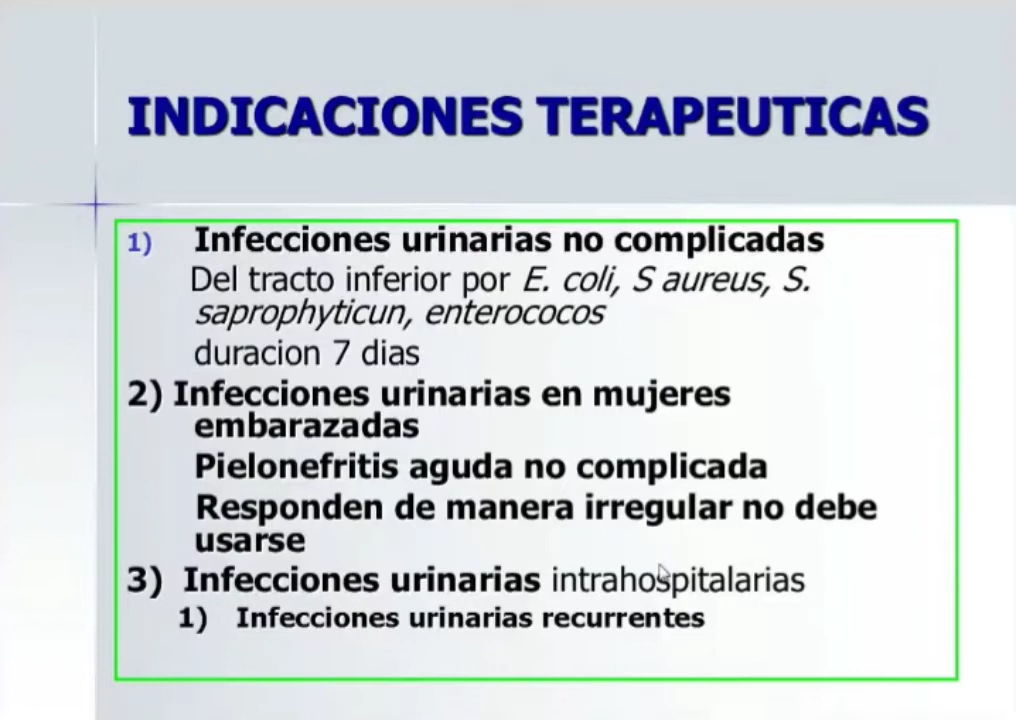 INDICACIONES TERAPEUTICAS
1) Infecciones urinarias no complicadas
Del tracto inferior por E. coli, S aureus, S.
saprophyticun, enterococos
duracion 7 dias
2) Infecciones urinarias en mujeres
embarazadas
Pielonefritis aguda no complicada
Responden de manera irregular no debe
usarse
3) Infecciones urinarias intrahospitalarias
1) Infecciones urinarias recurrentes